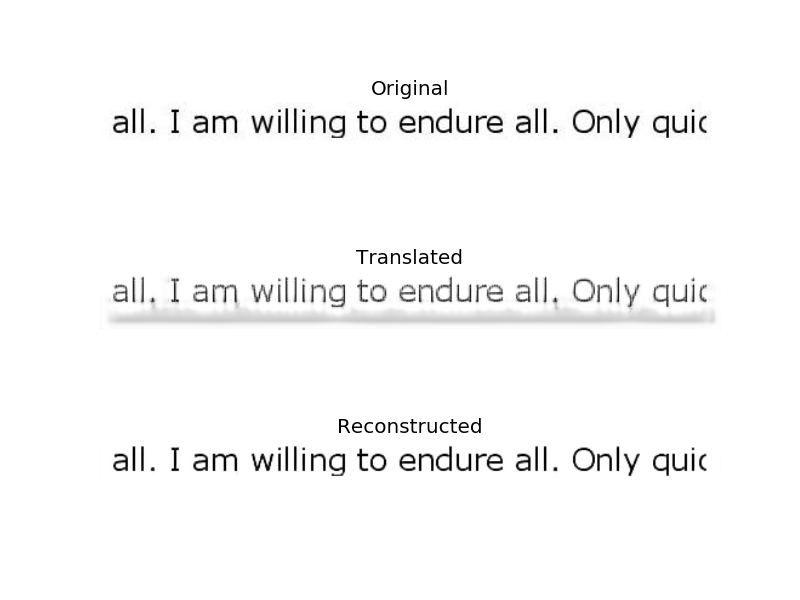 Original
all. I am willing to endure all. Only quic
Translated
all. I am willing to endure all. Only quic
Reconstructed
all. I am willing to endure all. Only quic